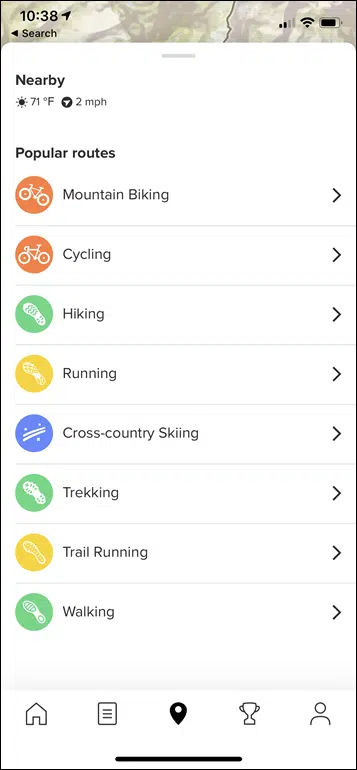 10:38
Search
Nearby
71 °F 2 mph
Popular routes
Mountain Biking
Cycling
Hiking
Running
Cross-country Skiing
Trekking
Trail Running
Walking